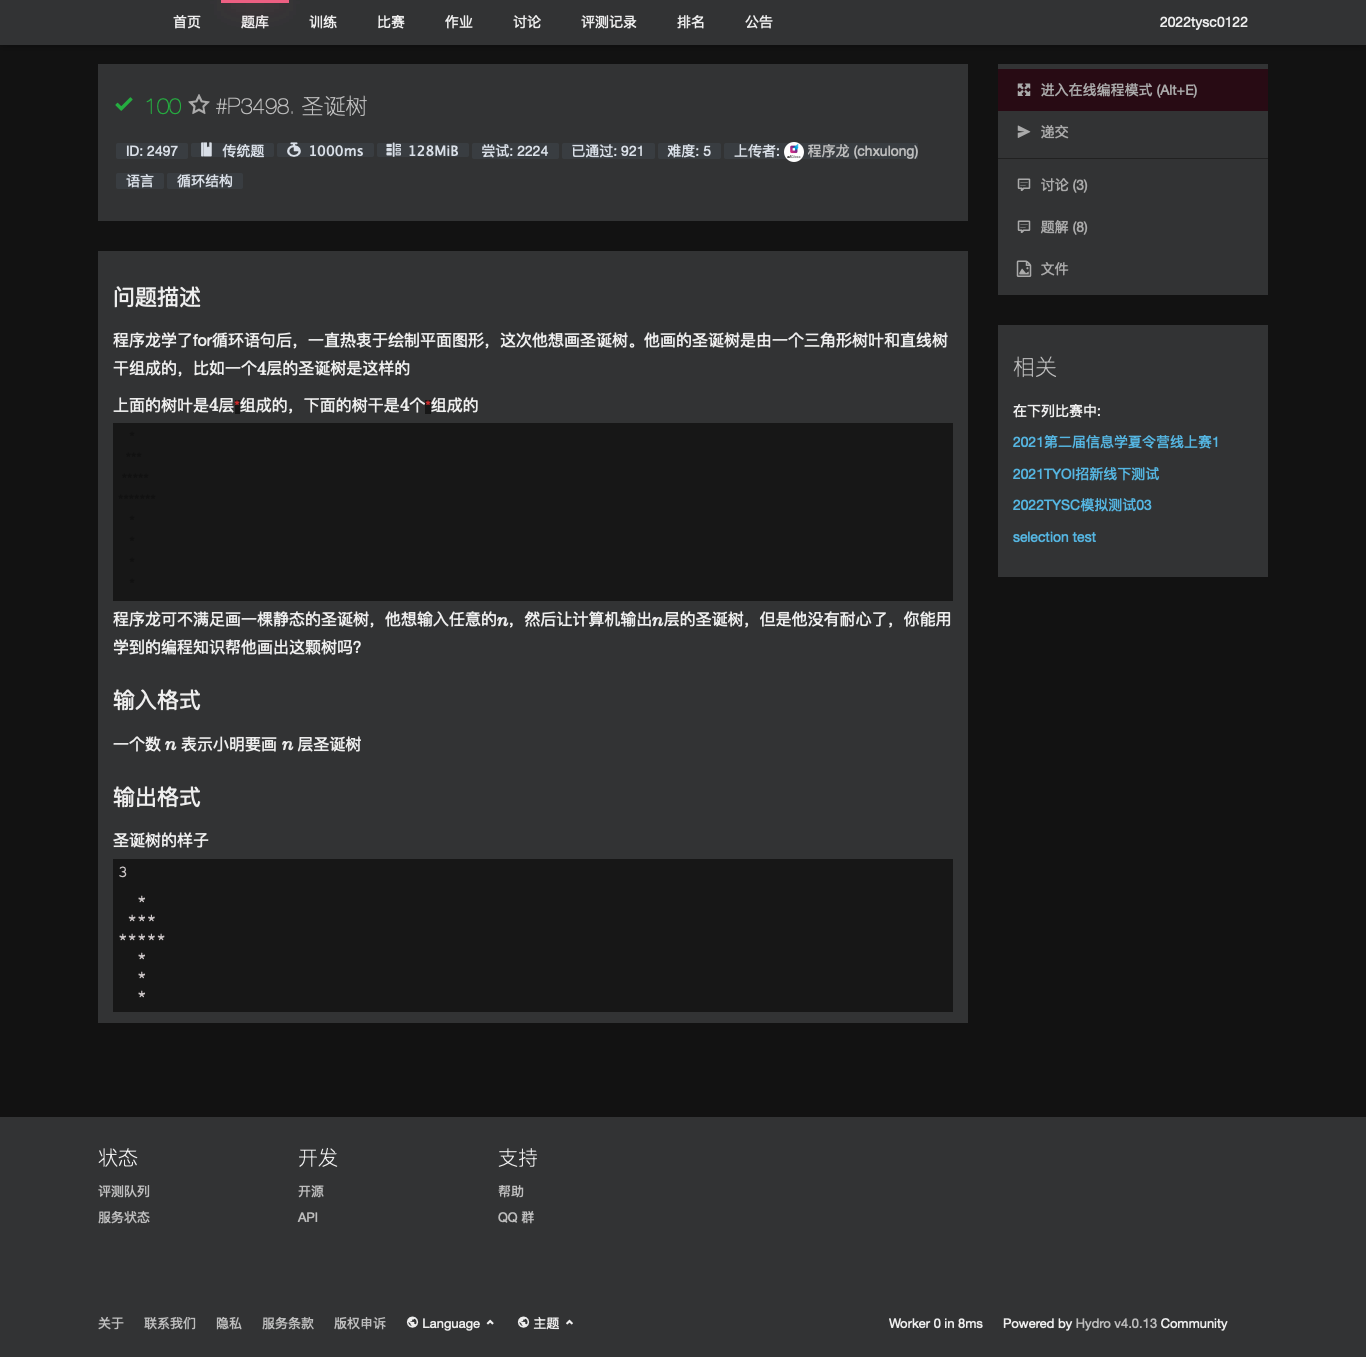 首页 题库 训练 比赛 作业 讨论 评测记录 排名 公告 2022tysc0122
100 #P3498. 圣诞树
ID: 2497 传统题 1000ms 128MiB 尝试: 2224 已通过: 921 难度: 5 上传者: 程序龙 (chxulong)
语言 循环结构
问题描述
程序龙学了for循环语句后，一直热衷于绘制平面图形，这次他想画圣诞树。他画的圣诞树是由一个三角形树叶和直线树
干组成的，比如一个4层的圣诞树是这样的
上面的树叶是4层*组成的，下面的树干是4个*组成的
   *
  ***
 *****
*******
   *
   *
   *
   *
程序龙可不满足画一棵静态的圣诞树，他想输入任意的n，然后让计算机输出n层的圣诞树，但是他没有耐心了，你能用
学到的编程知识帮他画出这颗树吗?
输入格式
一个数 n 表示小明要画 n 层圣诞树
输出格式
圣诞树的样子
3
  *
 ***
*****
  *
  *
  *
进入在线编程模式 (Alt+E)
递交
讨论 (3)
题解 (8)
文件
相关
在下列比赛中:
2021第二届信息学夏令营线上赛1
2021TYOI招新线下测试
2022TYSC模拟测试03
selection test
状态
评测队列
服务状态
开发
开源
API
支持
帮助
QQ 群
关于 联系我们 隐私 服务条款 版权申诉 Language 主题 Worker 0 in 8ms Powered by Hydro v4.0.13 Community